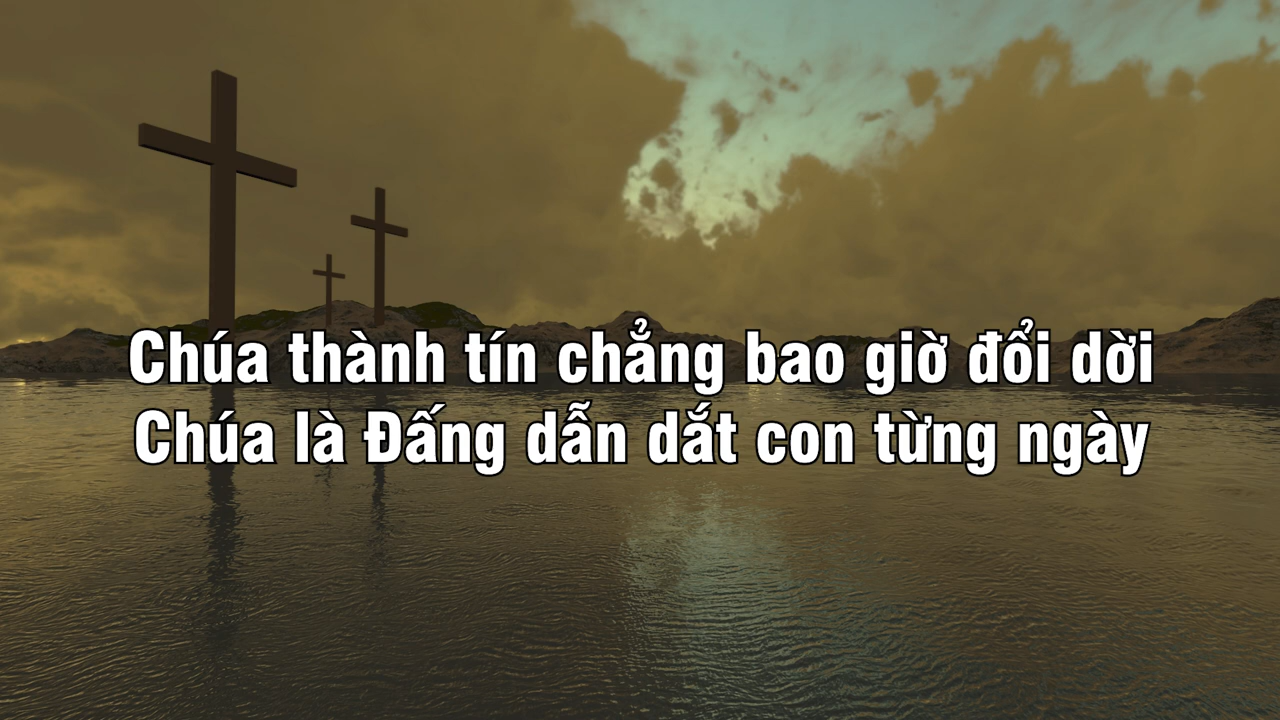 Chúa thành tín chẳng bao giờ đổi dời
Chúa là Đấng dẫn dắt con từng ngày